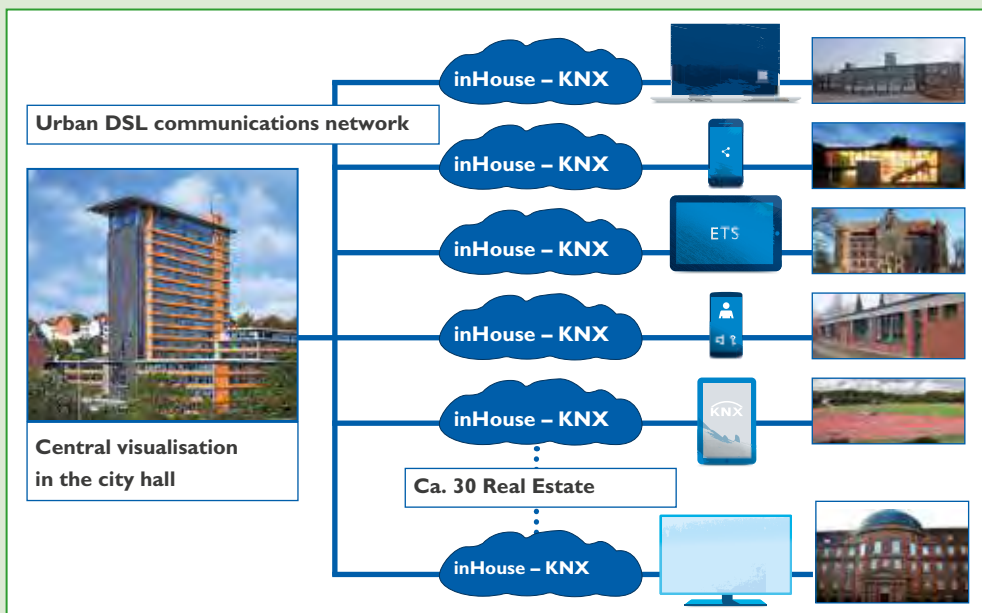 inHouse – KNX
Urban DSL communications network
inHouse – KNX
inHouse – KNX
ETS
inHouse – KNX
Central visualisation
in the city hall
inHouse – KNX
KNX
Ca. 30 Real Estate
inHouse – KNX